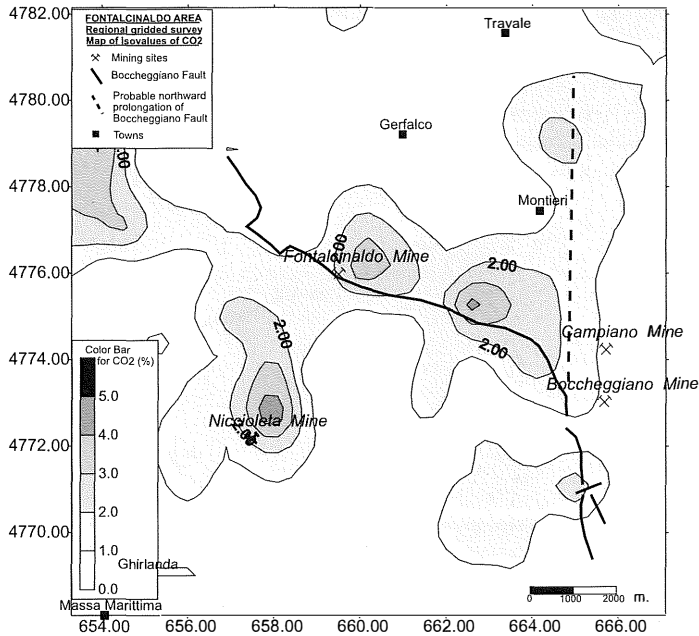 4782.00
FONTALCINALDO AREA
Regional gridded survey
Map of Isovalues of CO2
Mining sites
Boccheggiano Fault
Probable northward
prolongation of
Boccheggiano Fault
Towns
Travale
4780.00
Gerfalco
4778.00
Montieri
2.00
Fontalcinaldo Mine
4776.00
2.00
2.00
Campiano Mine
2.00
4774.00
Color Bar
for CO2 (%)
5.0
4.0
3.0
2.0
1.0
0.0
Boccheggiano Mine
Niccioleta Mine
4772.00
4770.00
Ghirlanda
Massa Marittima
0 1000 2000 m.
654.00 656.00 658.00 660.00 662.00 664.00 666.00